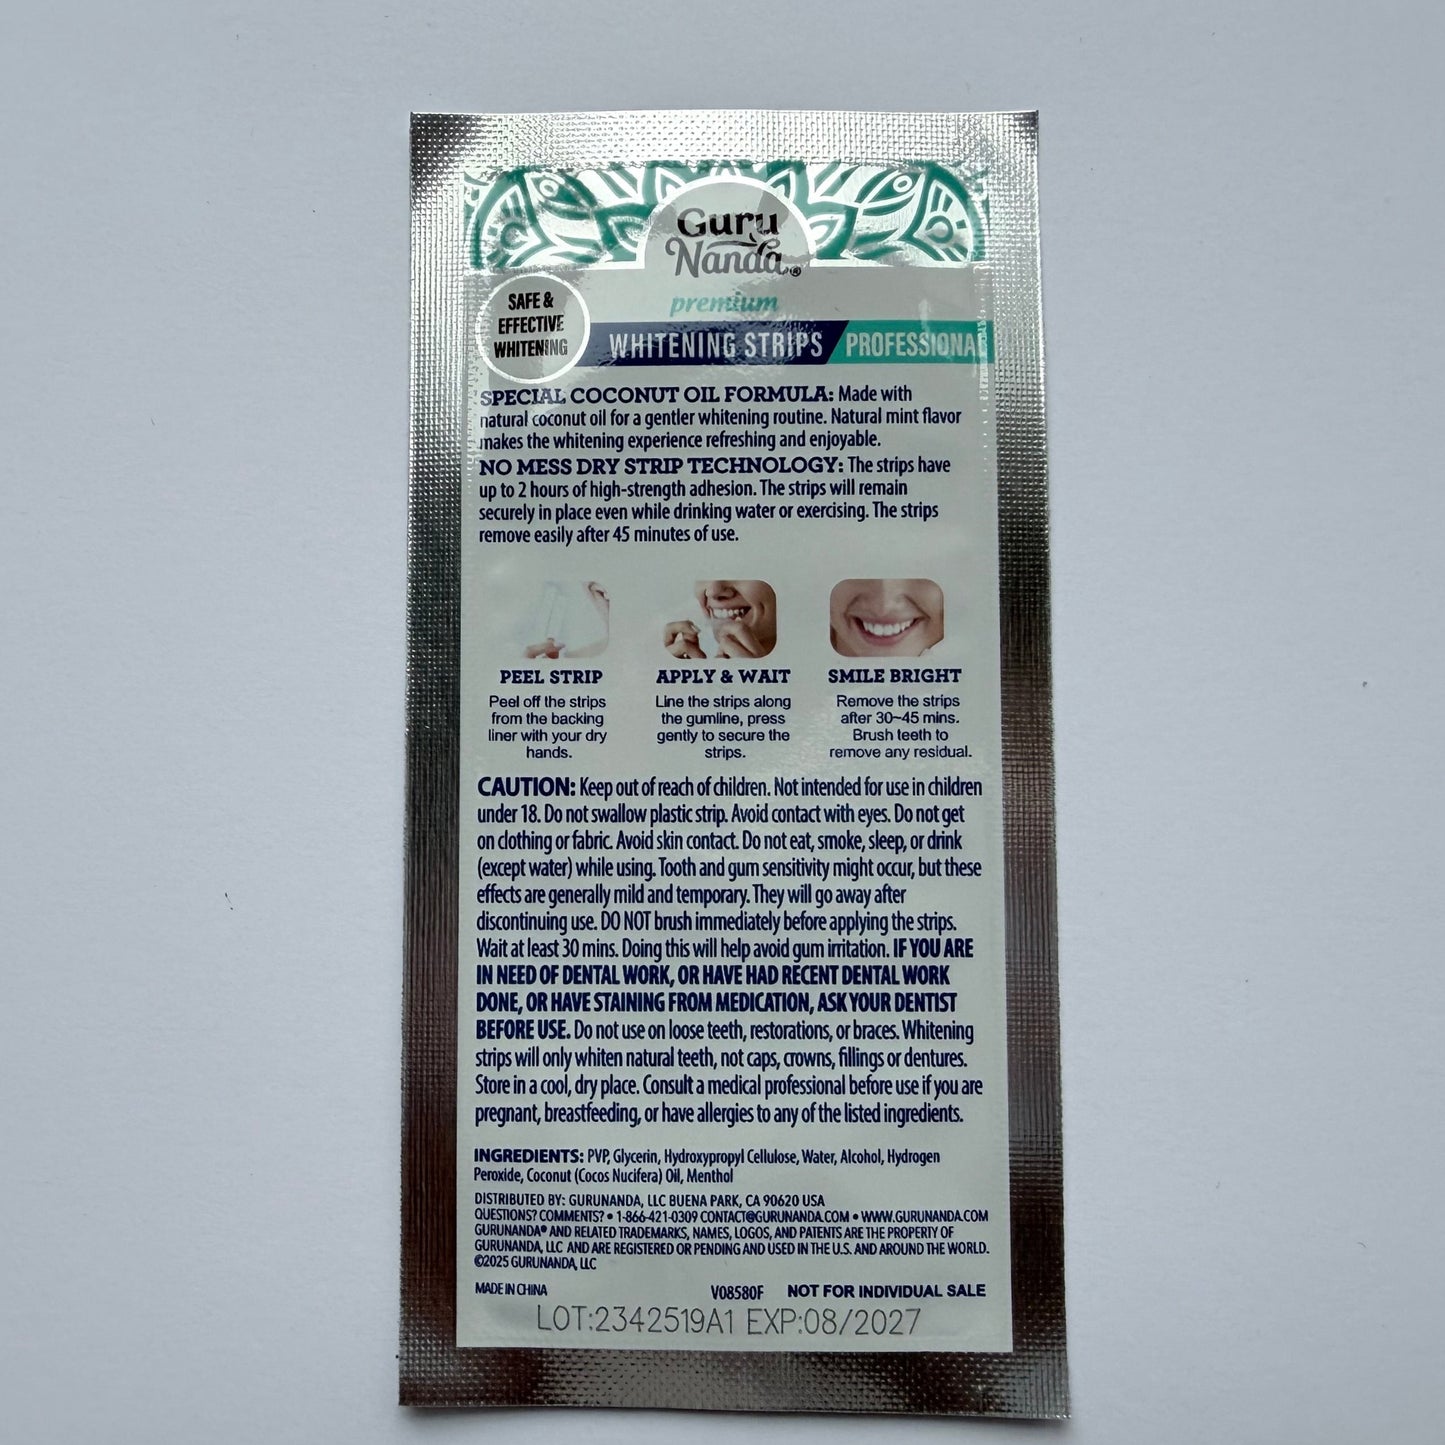 Guru
Nanda®
premium
SAFE &
EFFECTIVE
WHITENING
WHITENING STRIPS PROFESSIONAL
SPECIAL COCONUT OIL FORMULA: Made with
natural coconut oil for a gentler whitening routine. Natural mint flavor
makes the whitening experience refreshing and enjoyable.
NO MESS DRY STRIP TECHNOLOGY: The strips have
up to 2 hours of high-strength adhesion. The strips will remain
securely in place even while drinking water or exercising. The strips
remove easily after 45 minutes of use.
PEEL STRIP
Peel off the strips
from the backing
liner with your dry
hands.
APPLY & WAIT
Line the strips along
the gumline, press
gently to secure the
strips.
SMILE BRIGHT
Remove the strips
after 30~45 mins.
Brush teeth to
remove any residual.
CAUTION: Keep out of reach of children. Not intended for use in children
under 18. Do not swallow plastic strip. Avoid contact with eyes. Do not get
on clothing or fabric. Avoid skin contact. Do not eat, smoke, sleep, or drink
(except water) while using. Tooth and gum sensitivity might occur, but these
effects are generally mild and temporary. They will go away after
discontinuing use. DO NOT brush immediately before applying the strips.
Wait at least 30 mins. Doing this will help avoid gum irritation. IF YOU ARE
IN NEED OF DENTAL WORK, OR HAVE HAD RECENT DENTAL WORK
DONE, OR HAVE STAINING FROM MEDICATION, ASK YOUR DENTIST
BEFORE USE. Do not use on loose teeth, restorations, or braces. Whitening
strips will only whiten natural teeth, not caps, crowns, fillings or dentures.
Store in a cool, dry place. Consult a medical professional before use if you are
pregnant, breastfeeding, or have allergies to any of the listed ingredients.
INGREDIENTS: PVP, Glycerin, Hydroxypropyl Cellulose, Water, Alcohol, Hydrogen
Peroxide, Coconut (Cocos Nucifera) Oil, Menthol
DISTRIBUTED BY: GURUNANDA, LLC BUENA PARK, CA 90620 USA
QUESTIONS? COMMENTS? • 1-866-421-0309 CONTACT@GURUNANDA.COM • WWW.GURUNANDA.COM
GURUNANDA® AND RELATED TRADEMARKS, NAMES, LOGOS, AND PATENTS ARE THE PROPERTY OF
GURUNANDA, LLC AND ARE REGISTERED OR PENDING AND USED IN THE U.S. AND AROUND THE WORLD.
©2025 GURUNANDA, LLC
MADE IN CHINA V08580F NOT FOR INDIVIDUAL SALE
LOT:2342519A1 EXP:08/2027